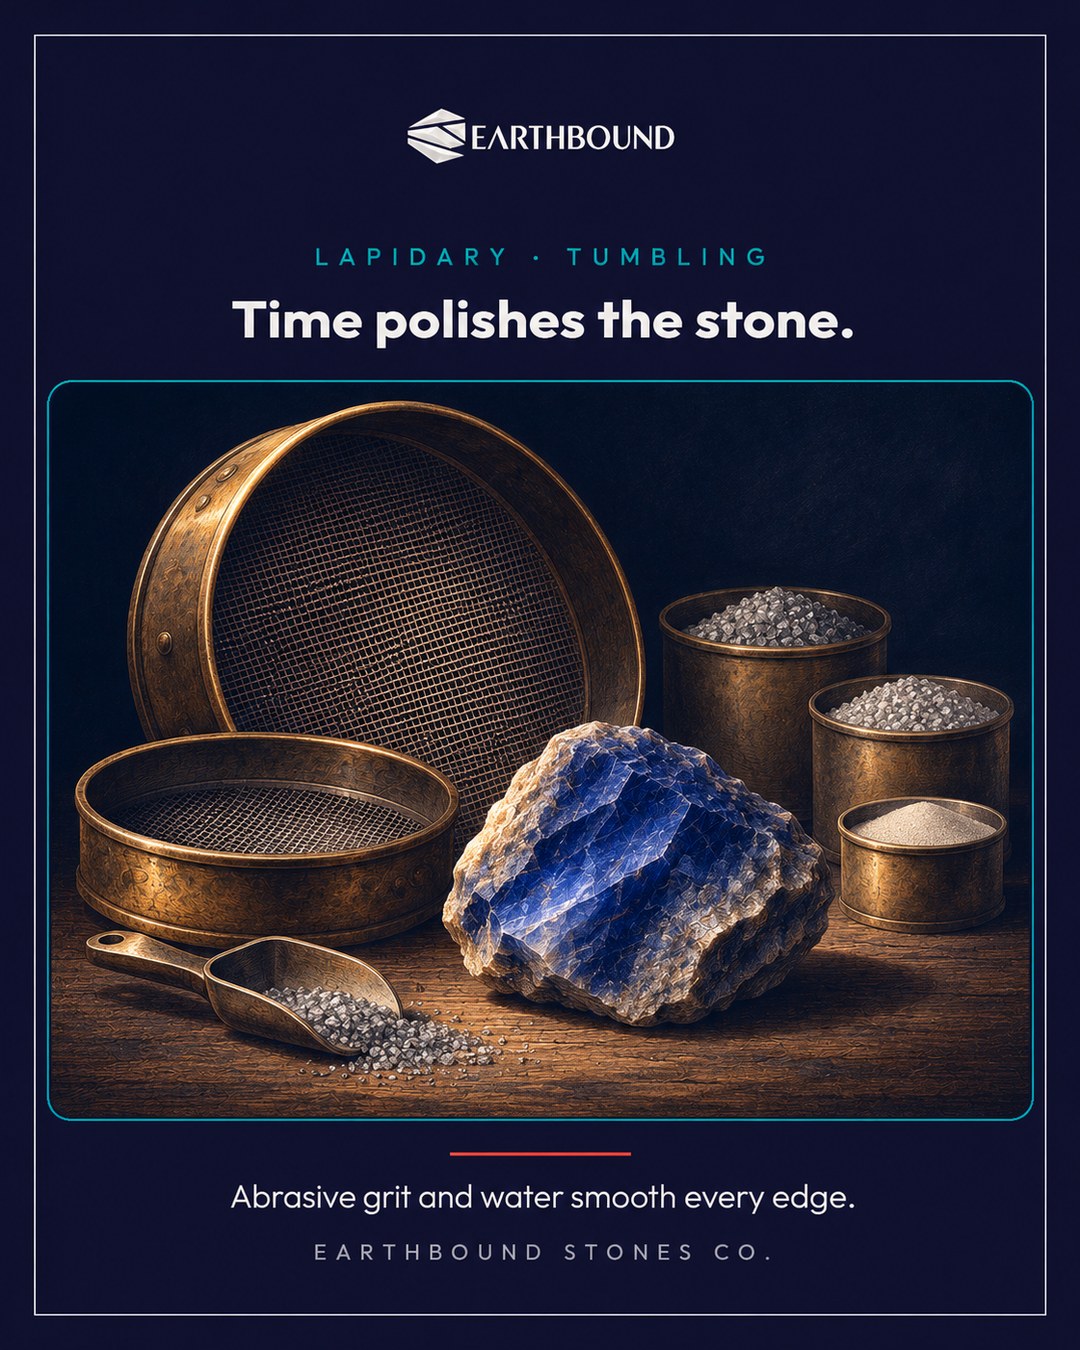 EARTHBOUND
LAPIDARY · TUMBLING
Time polishes the stone.
Abrasive grit and water smooth every edge.
EARTHBOUND STONES CO.